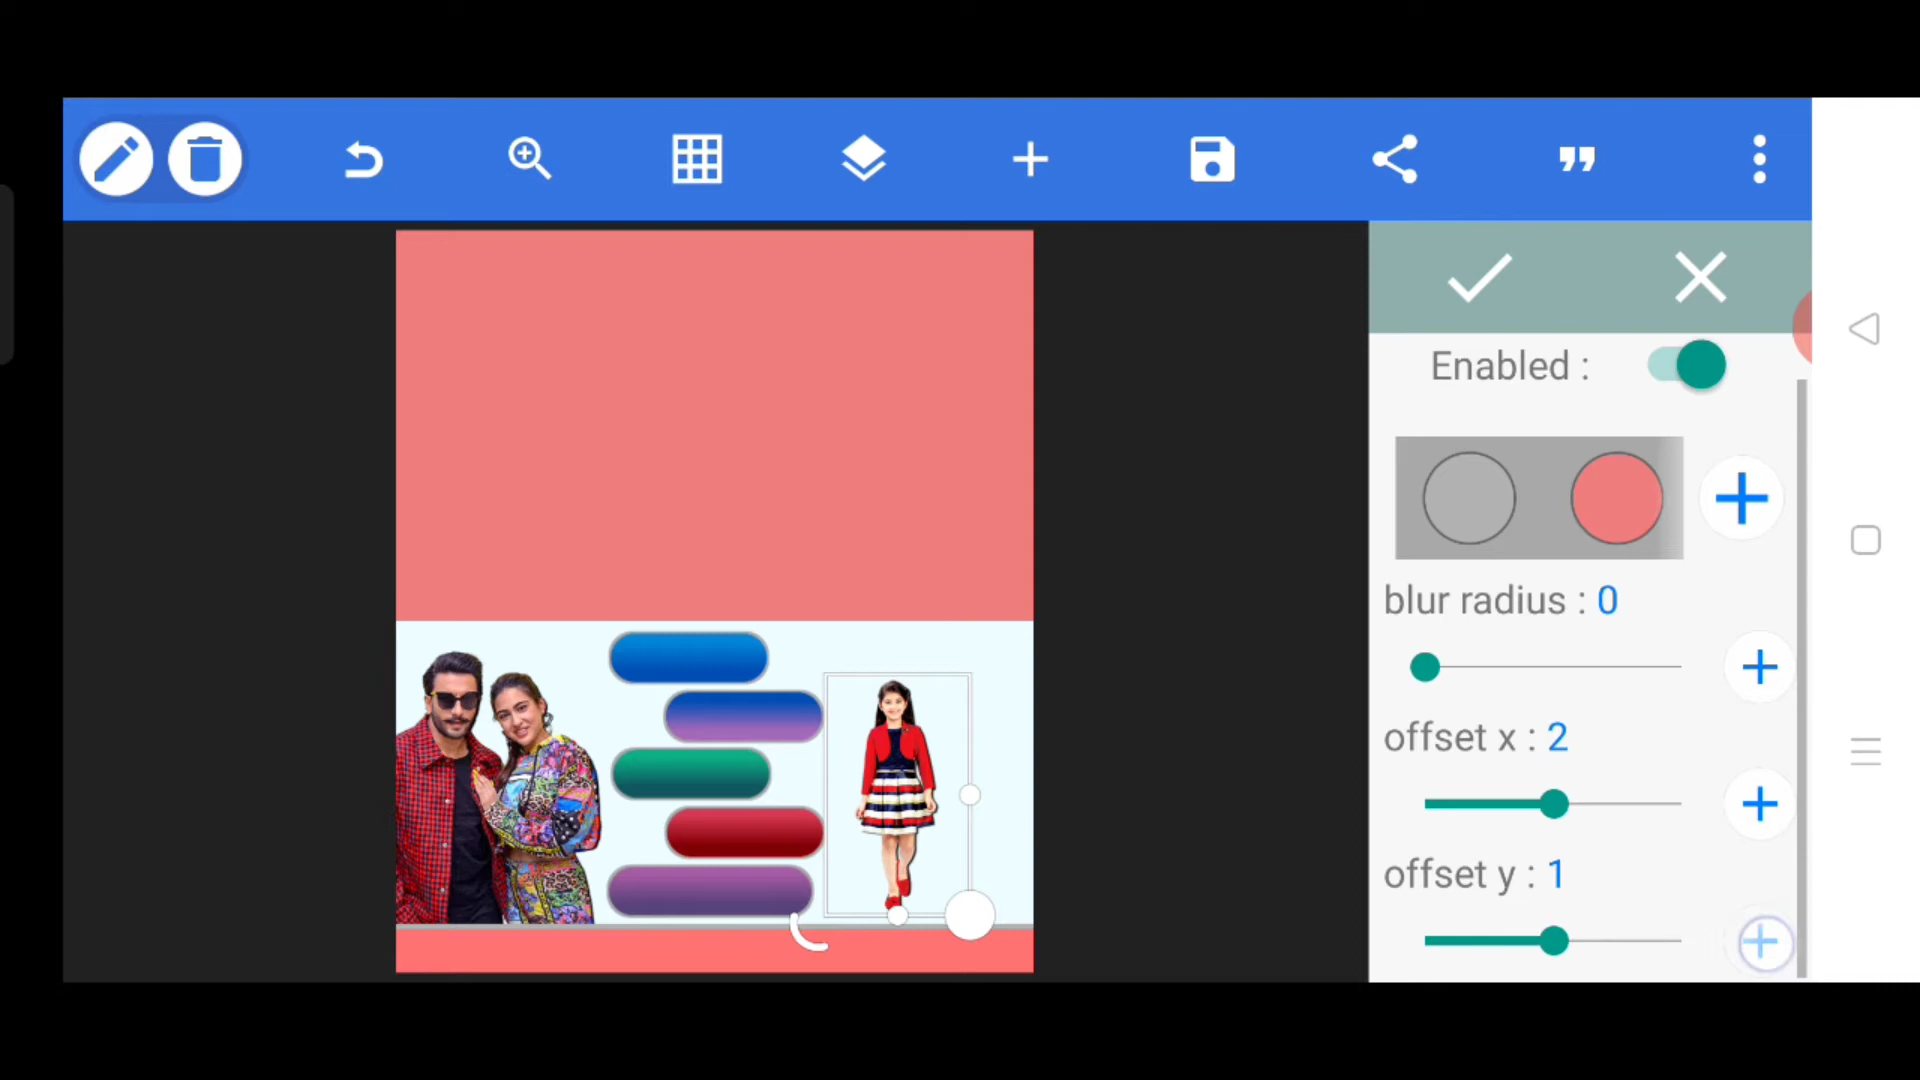 Enabled :
blur radius : 0
offset x : 2
offset y : 1